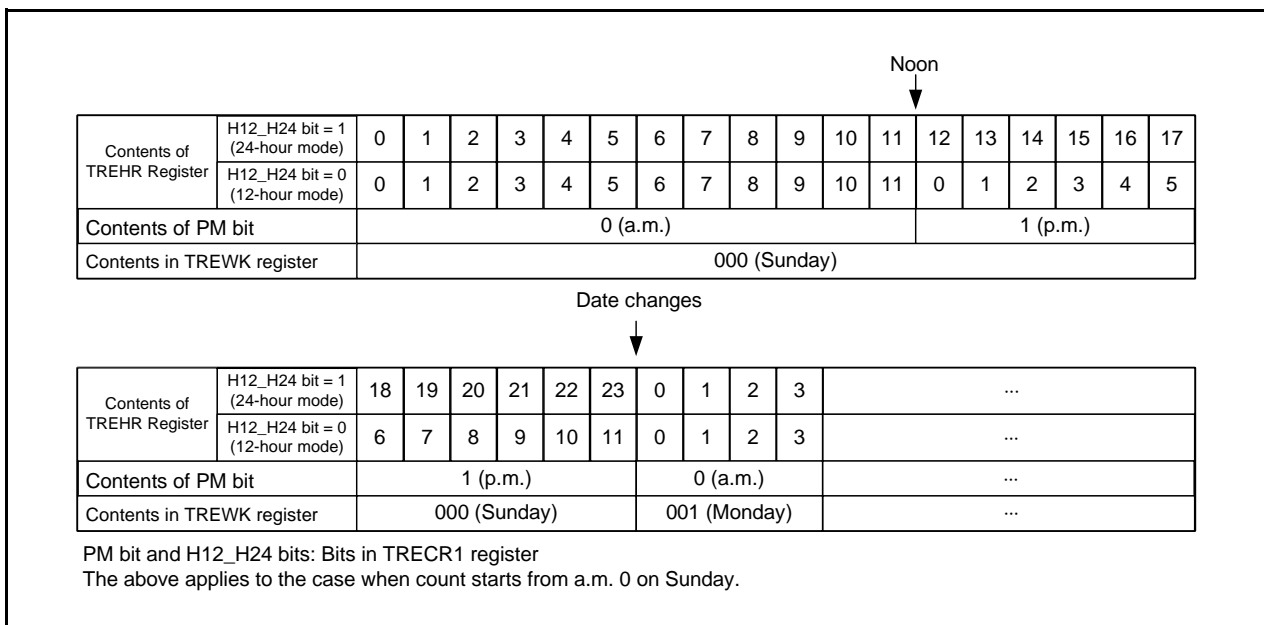 Noon
Contents of TREHR Register
H12_H24 bit = 1 (24-hour mode) 0 1 2 3 4 5 6 7 8 9 10 11 12 13 14 15 16 17
H12_H24 bit = 0 (12-hour mode) 0 1 2 3 4 5 6 7 8 9 10 11 0 1 2 3 4 5
Contents of PM bit 0 (a.m.) 1 (p.m.)
Contents in TREWK register 000 (Sunday)
Date changes
Contents of TREHR Register
H12_H24 bit = 1 (24-hour mode) 18 19 20 21 22 23 0 1 2 3 ...
H12_H24 bit = 0 (12-hour mode) 6 7 8 9 10 11 0 1 2 3 ...
Contents of PM bit 1 (p.m.) 0 (a.m.) ...
Contents in TREWK register 000 (Sunday) 001 (Monday) ...
PM bit and H12_H24 bits: Bits in TRECR1 register
The above applies to the case when count starts from a.m. 0 on Sunday.